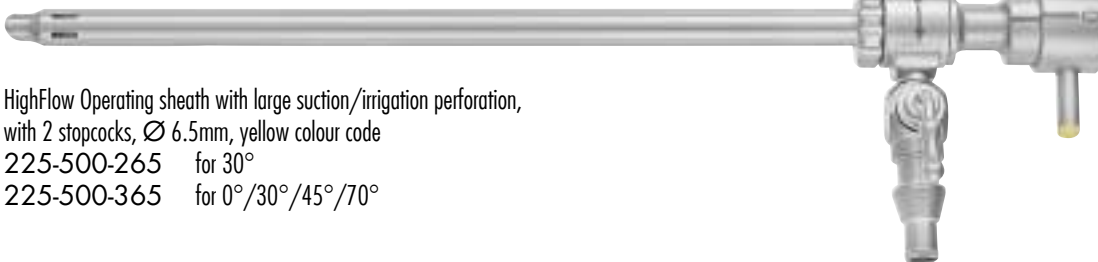 HighFlow Operating sheath with large suction/irrigation perforation,
with 2 stopcocks, Ø 6.5mm, yellow colour code
225-500-265 for 30°
225-500-365 for 0°/30°/45°/70°